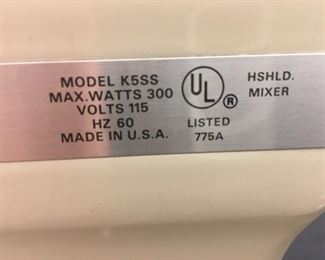 MODEL K5SS
MAX.WATTS 300
VOLTS 115
HZ 60
MADE IN U.S.A.
UL ®
LISTED
775A
HSHLD.
MIXER